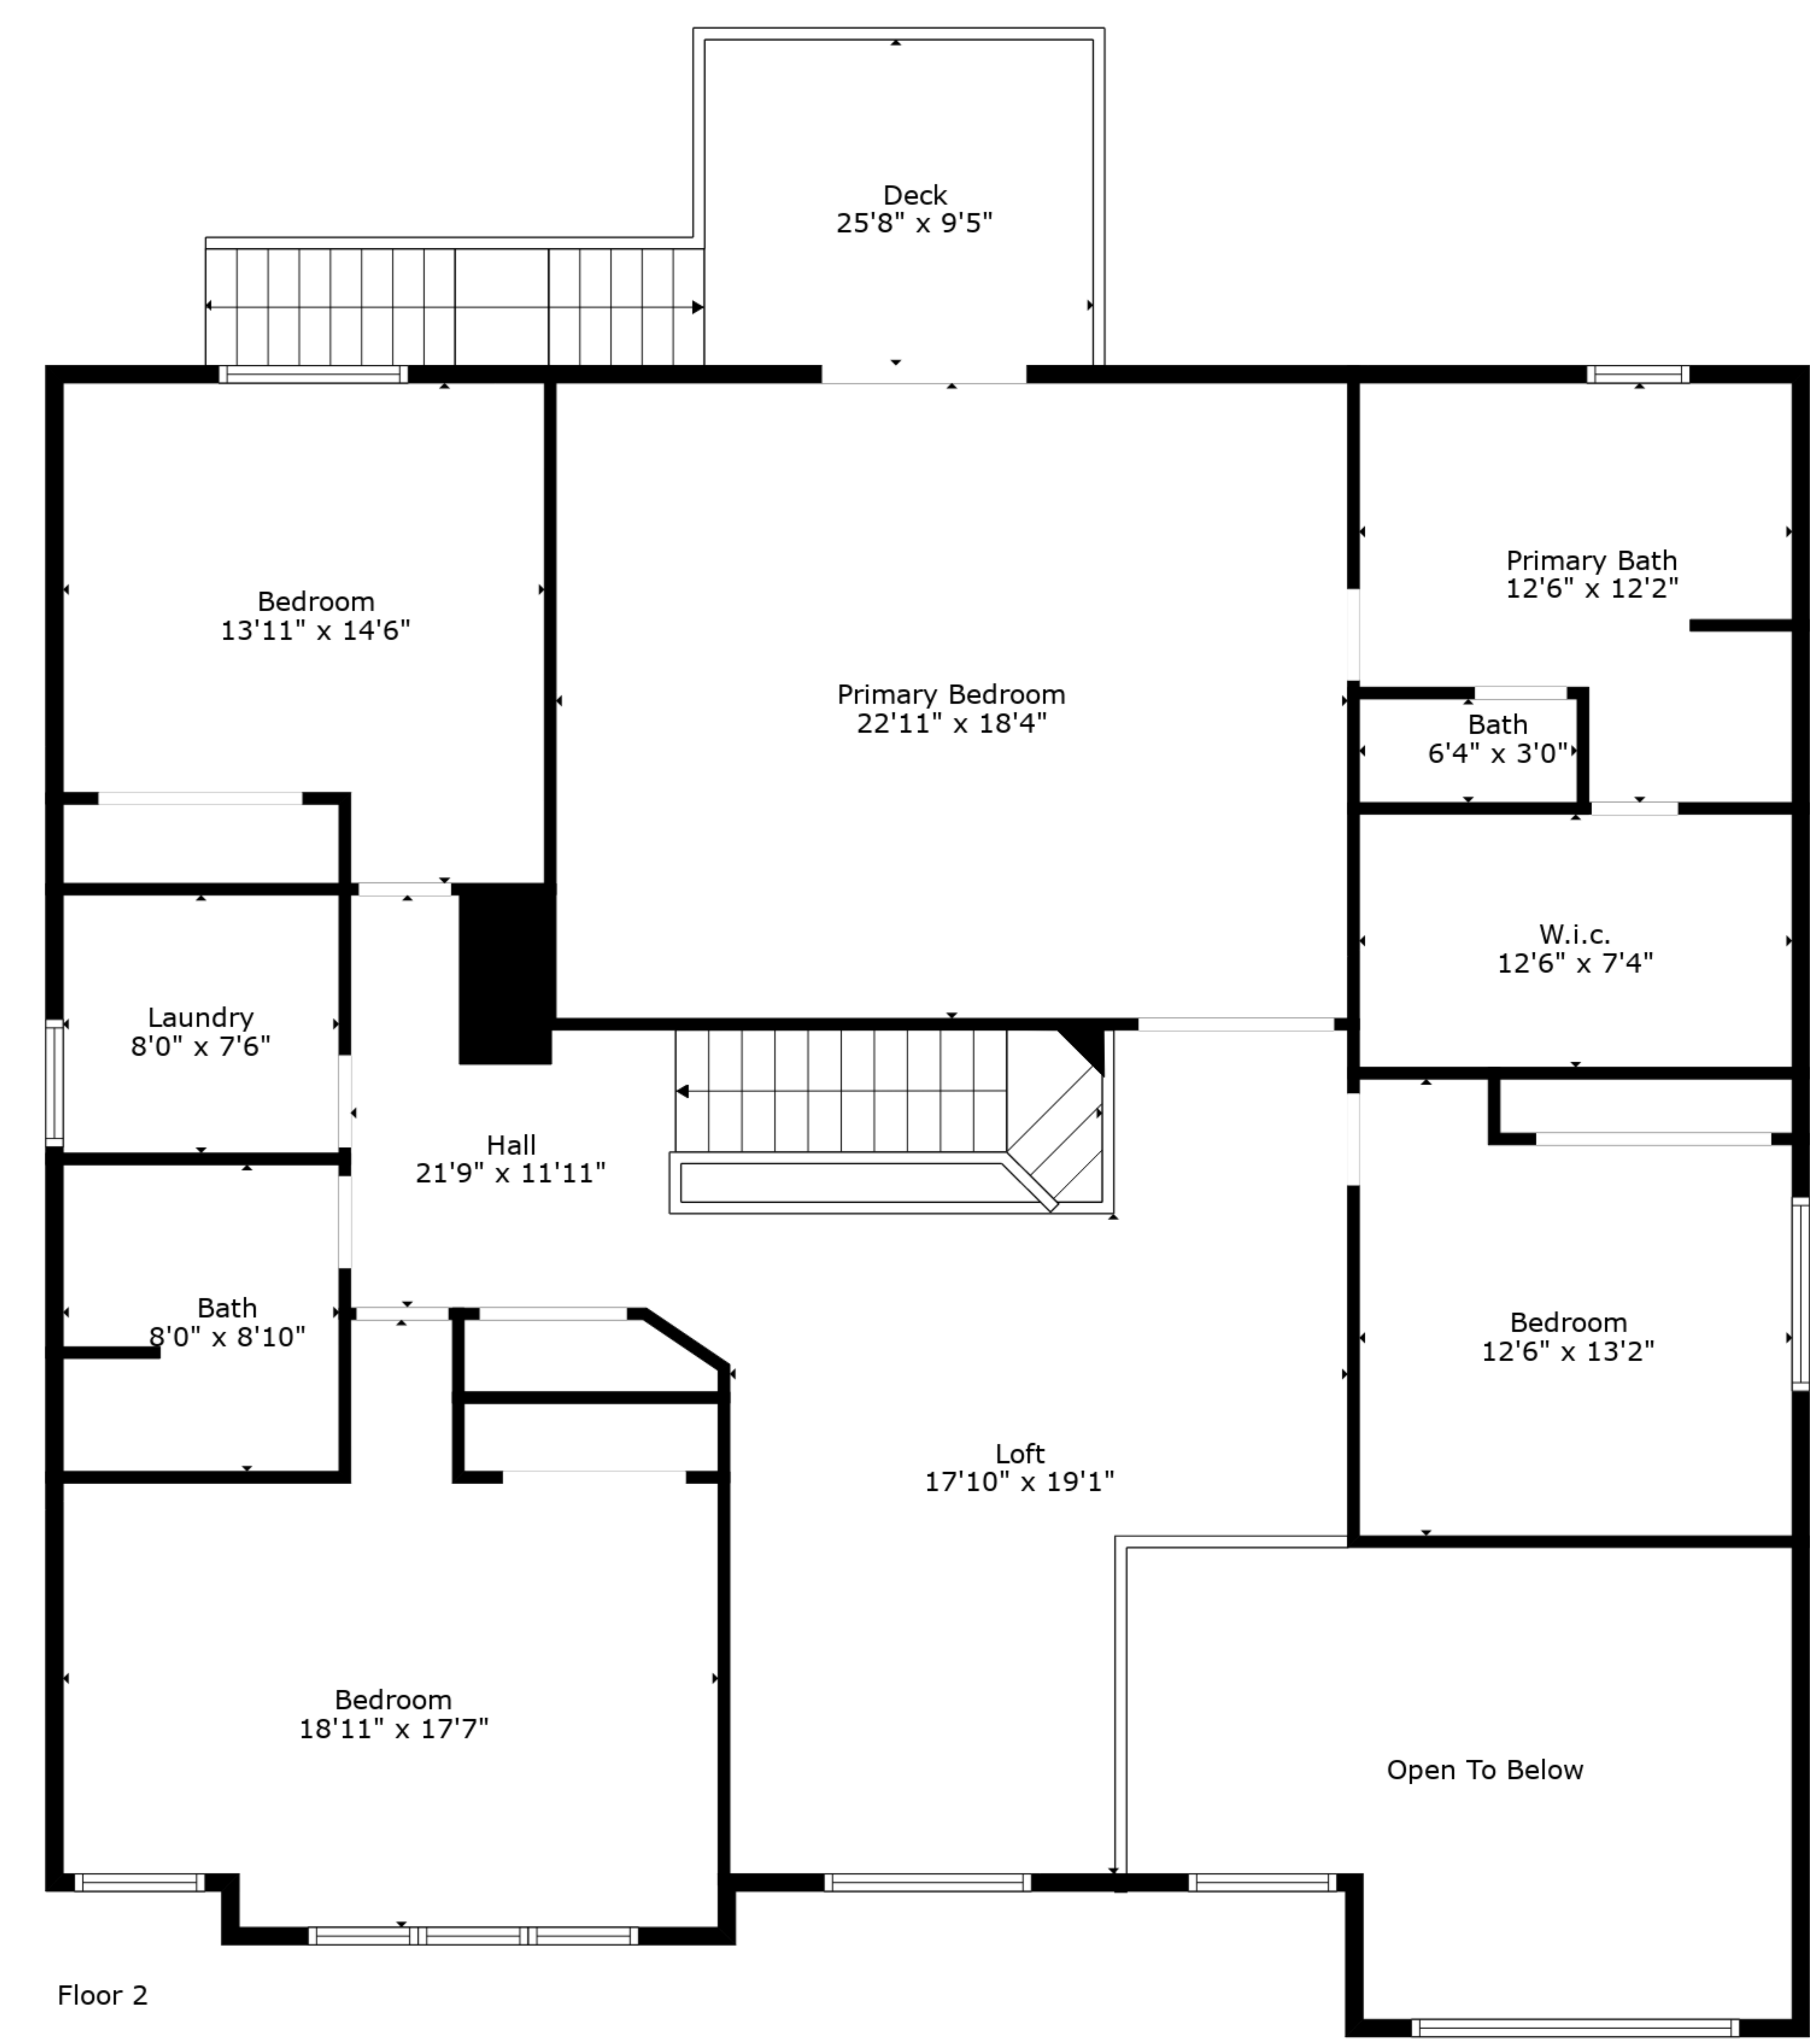 Deck
25'8" x 9'5"
Primary Bath
12'6" x 12'2"
Bedroom
13'11" x 14'6"
Primary Bedroom
22'11" x 18'4"
Bath
6'4" x 3'0"
W.i.c.
12'6" x 7'4"
Laundry
8'0" x 7'6"
Hall
21'9" x 11'11"
Bath
8'0" x 8'10"
Bedroom
12'6" x 13'2"
Loft
17'10" x 19'1"
Bedroom
18'11" x 17'7"
Open To Below
Floor 2